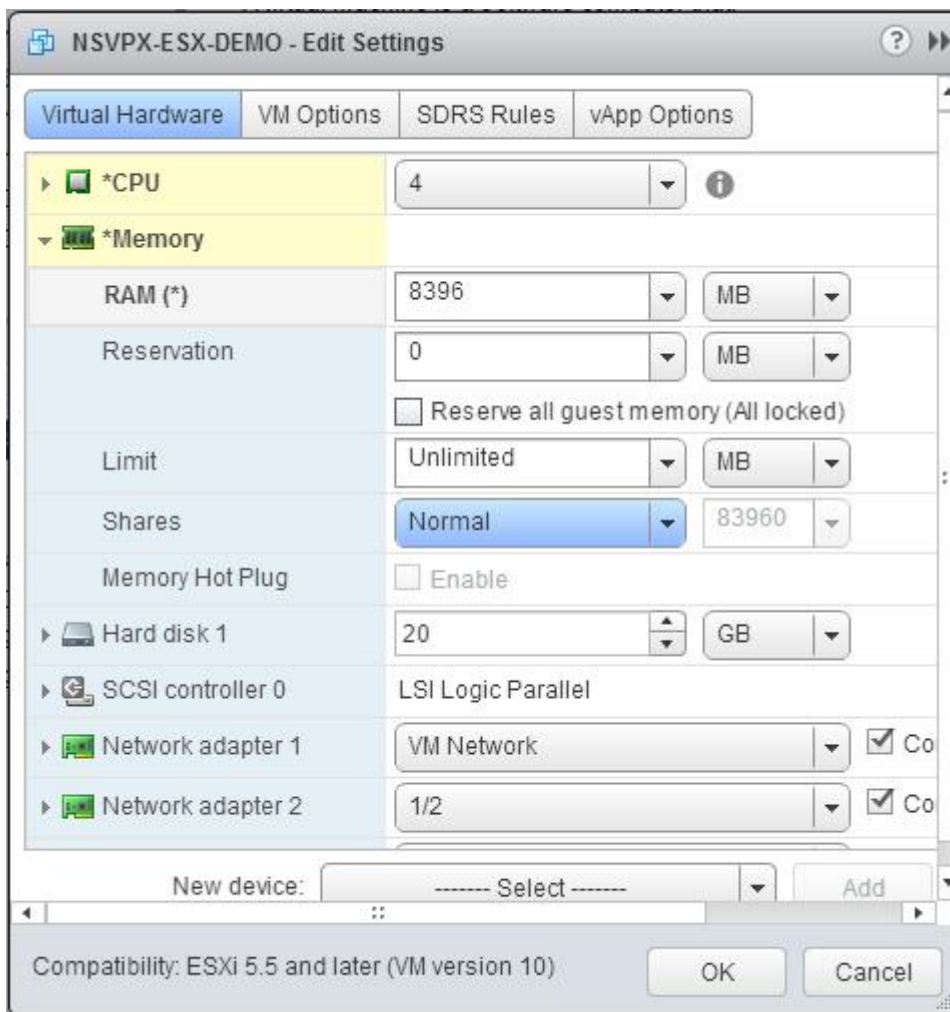 NSVPX-ESX-DEMO - Edit Settings
Virtual Hardware VM Options SDRS Rules vApp Options
*CPU 4
*Memory
RAM (*) 8396 MB
Reservation 0 MB
Reserve all guest memory (All locked)
Limit Unlimited MB
Shares Normal 83960
Memory Hot Plug Enable
Hard disk 1 20 GB
SCSI controller 0 LSI Logic Parallel
Network adapter 1 VM Network Co
Network adapter 2 1/2 Co
New device: ------- Select ------- Add
Compatibility: ESXi 5.5 and later (VM version 10) OK Cancel